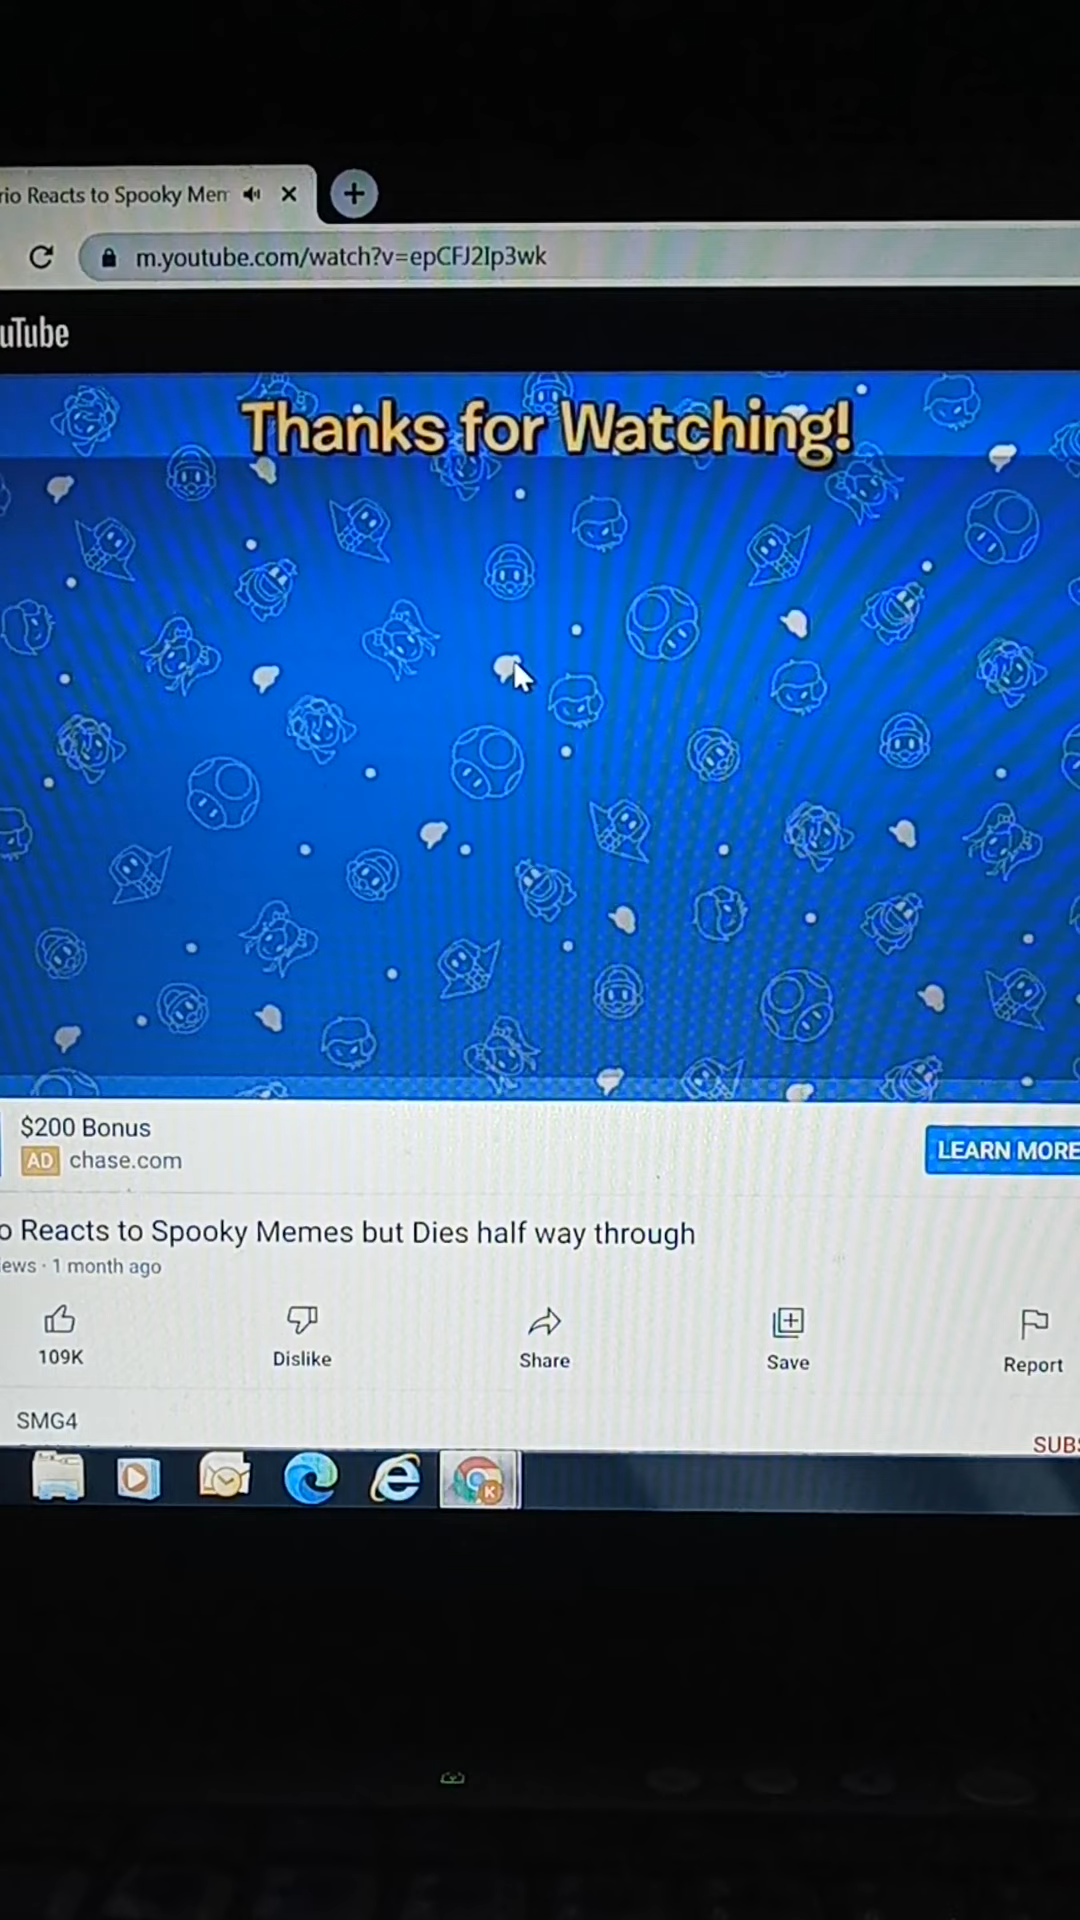 rio Reacts to Spooky Mem
m.youtube.com/watch?v=epCFJ2Ip3wk
uTube
Thanks for Watching!
$200 Bonus
AD chase.com
LEARN MORE
o Reacts to Spooky Memes but Dies half way through
ews · 1 month ago
109K
Dislike
Share
Save
Report
SMG4
SUBS
K